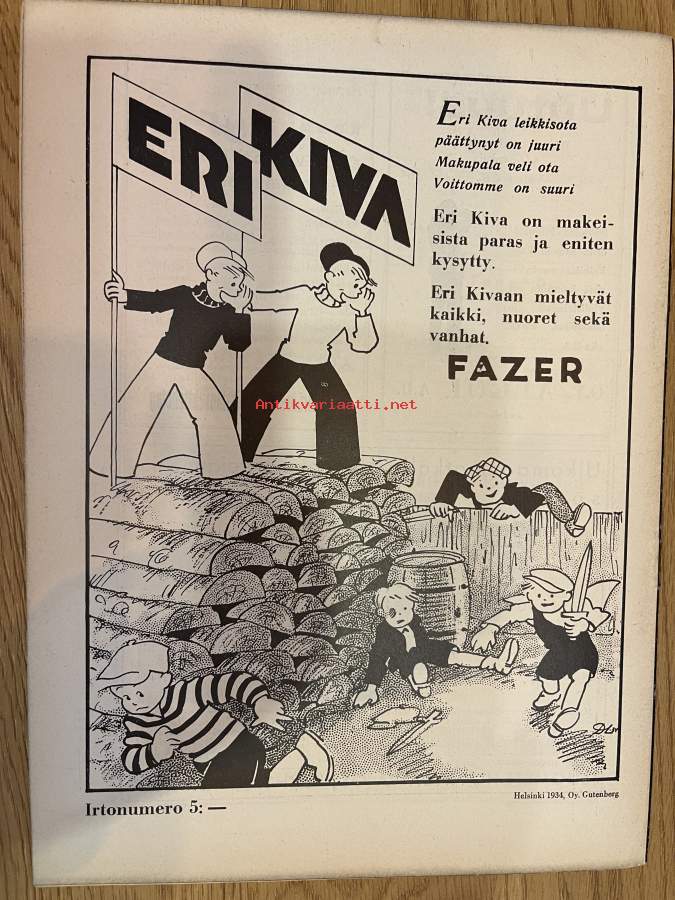 ERI KIVA
Eri Kiva leikkisota
päättynyt on juuri
Makupala veli ota
Voittomme on suuri
Eri Kiva on makei-
sista paras ja eniten
kysytty.
Eri Kivaan mieltyvät
kaikki, nuoret sekä
vanhat.
FAZER
Antikvariaatti.net
Helsinki 1934, Oy. Gutenberg
Irtonumero 5: —